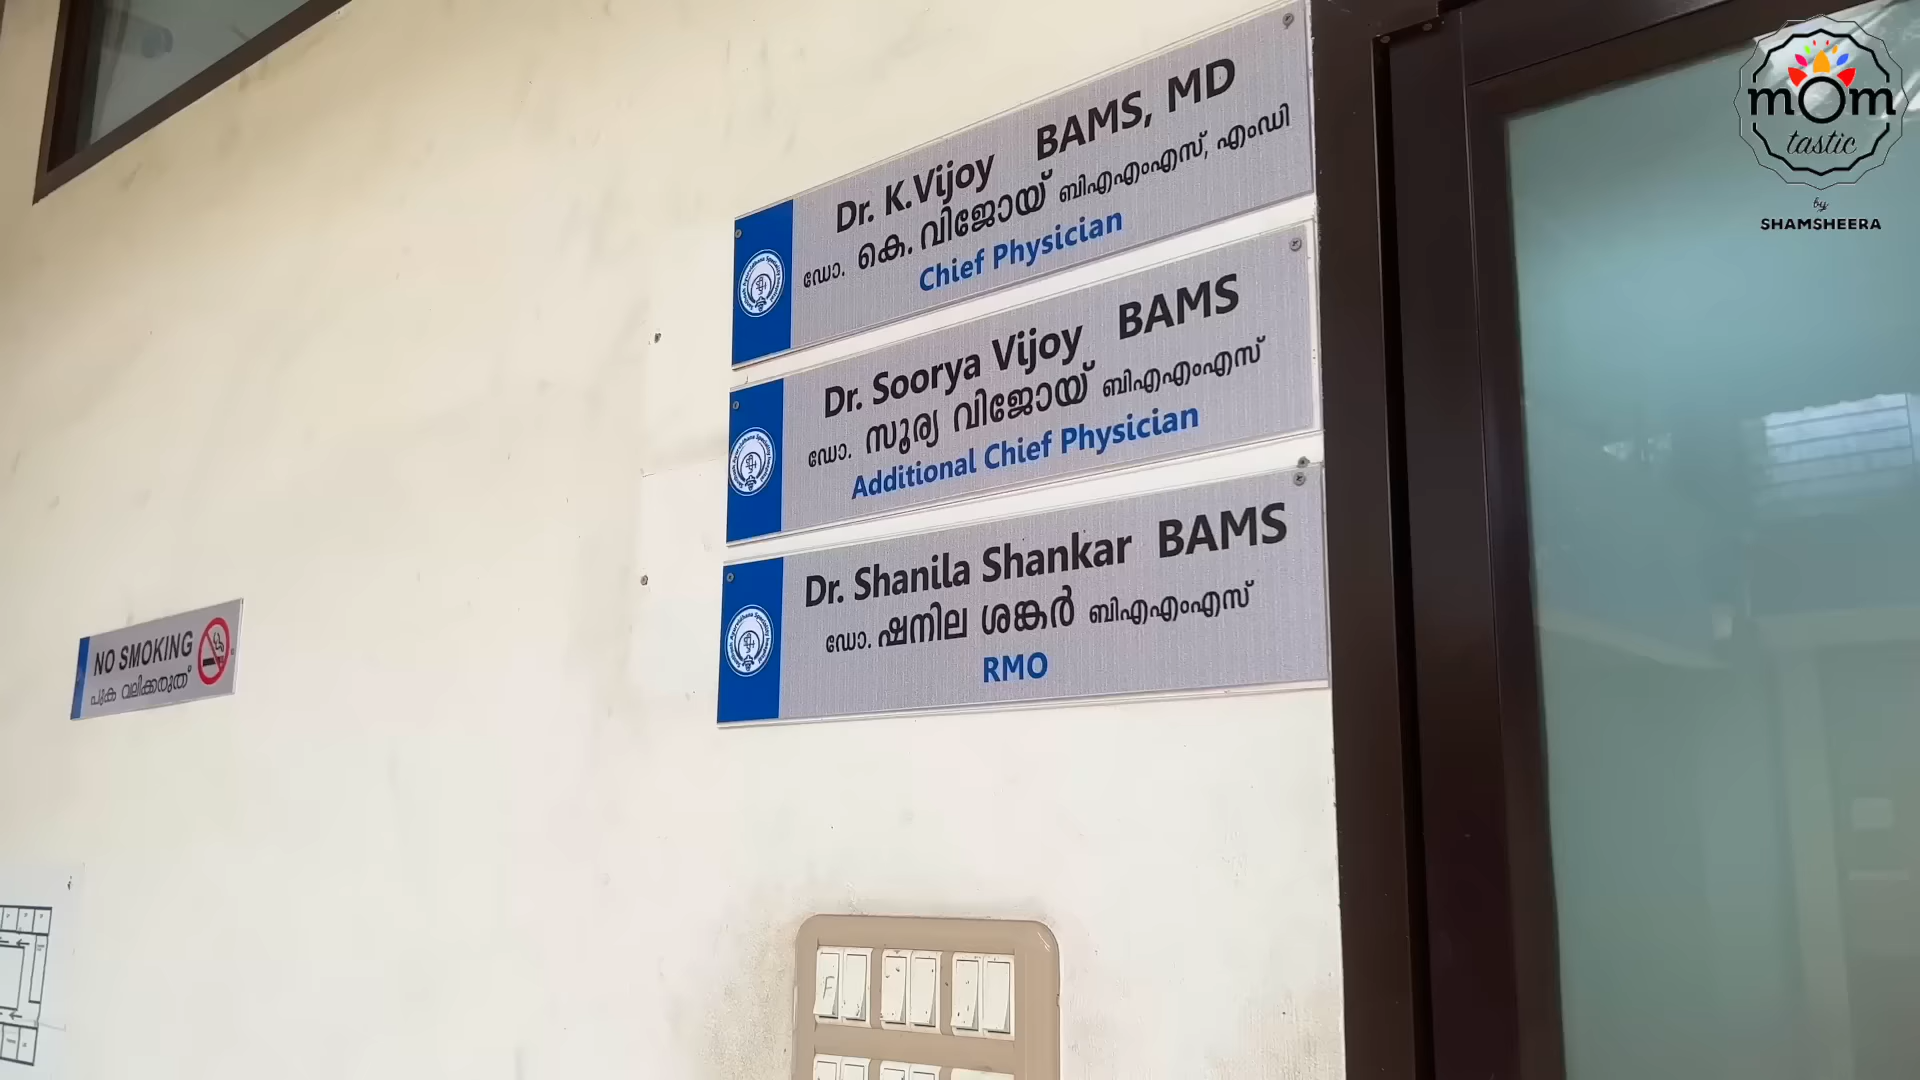 Dr. K.Vijoy BAMS, MD
ഡോ. കെ. വിജോയ് ബിഎഎംഎസ്, എംഡി
Chief Physician
Dr. Soorya Vijoy BAMS
ഡോ. സൂര്യ വിജോയ് ബിഎഎംഎസ്
Additional Chief Physician
Dr. Shanila Shankar BAMS
ഡോ. ഷനില ശങ്കർ ബിഎഎംഎസ്
RMO
NO SMOKING
പുക വലിക്കരുത്
F
mOm
tastic
by
SHAMSHEERA